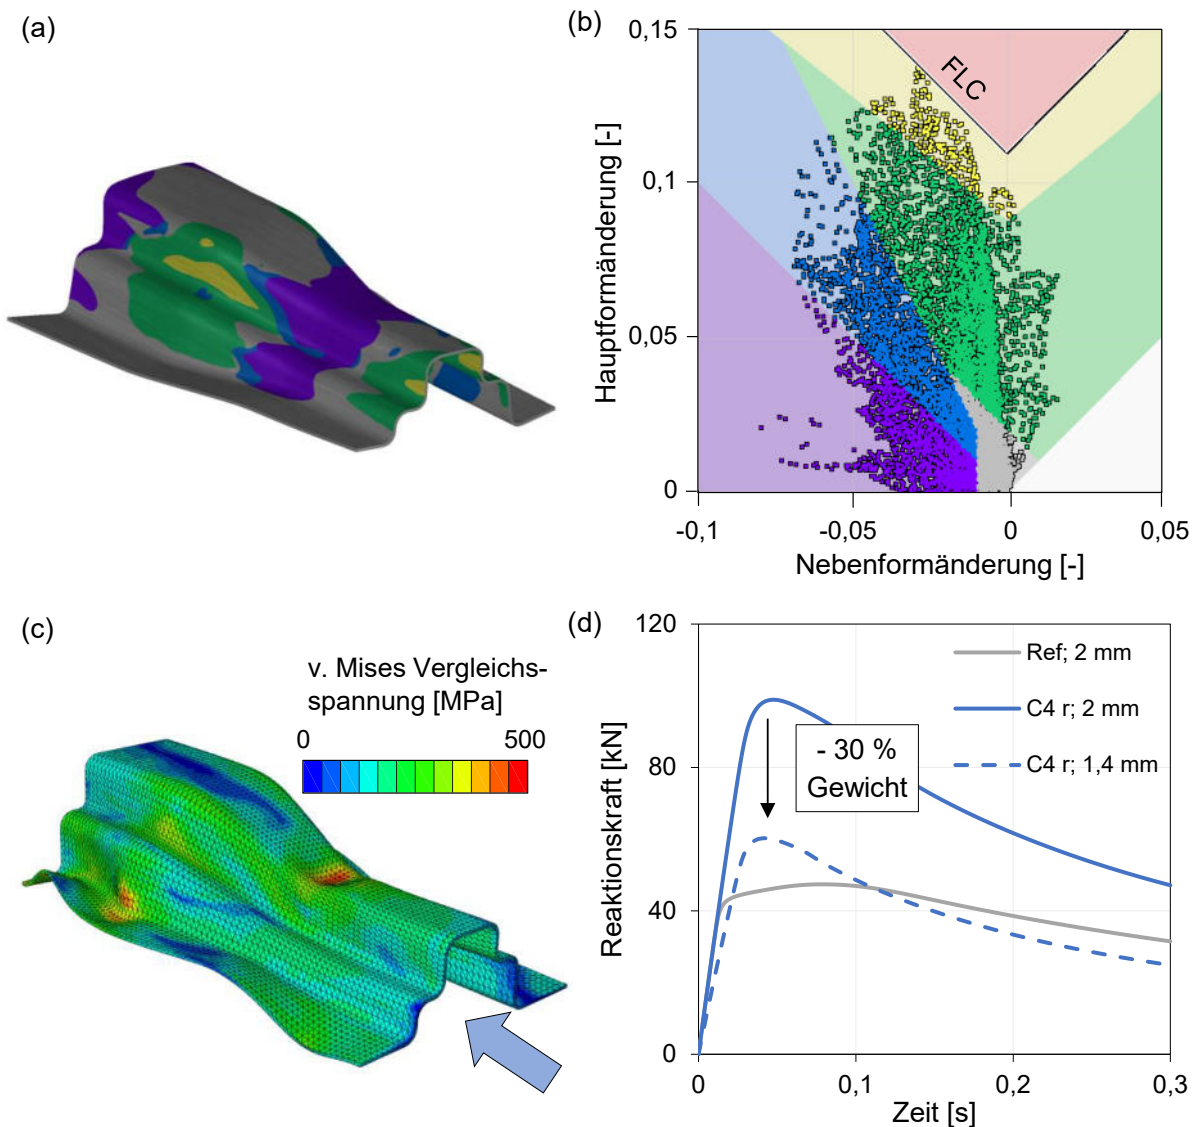 (a)
(b)
0,15
0,1
0,05
0
Hauptformänderung [-]
FLC
-0,1
-0,05
0
0,05
Nebenformänderung [-]
(c)
v. Mises Vergleichs-
spannung [MPa]
0
500
(d)
120
80
40
0
Reaktionskraft [kN]
Ref; 2 mm
C4 r; 2 mm
C4 r; 1,4 mm
- 30 %
Gewicht
0
0,1
0,2
0,3
Zeit [s]